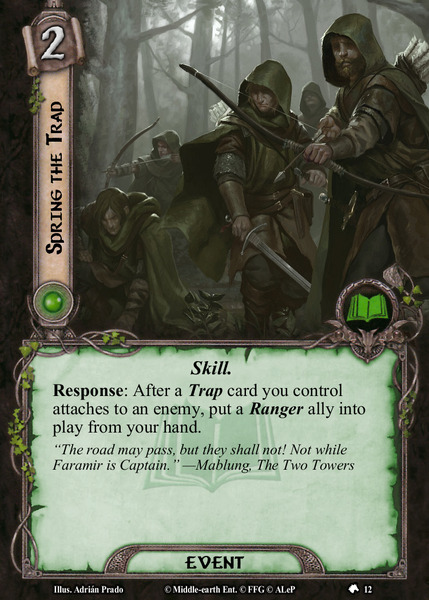 2
Spring the Trap
Skill.
Response: After a Trap card you control
attaches to an enemy, put a Ranger ally into
play from your hand.
“The road may pass, but they shall not! Not while
Faramir is Captain.” —Mablung, The Two Towers
EVENT
Illus. Adrián Prado © Middle-earth Ent. © FFG © ALeP 12